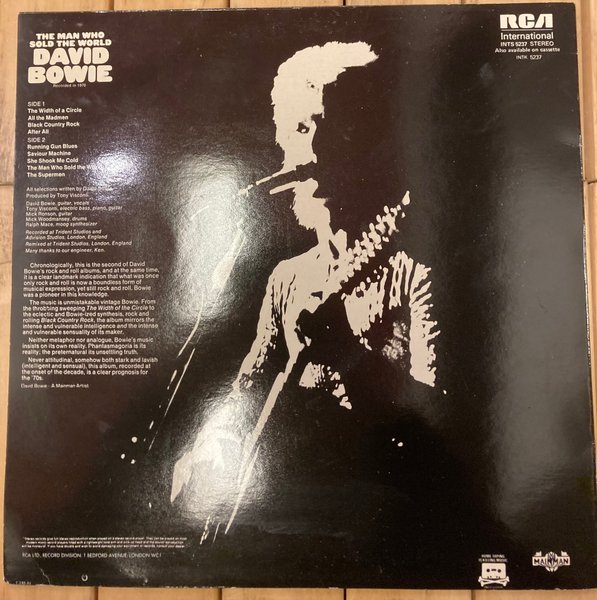 THE MAN WHO
SOLD THE WORLD
DAVID
BOWIE
Recorded in 1970
SIDE 1
The Width of a Circle
All the Madmen
Black Country Rock
After All
SIDE 2
Running Gun Blues
Saviour Machine
She Shook Me Cold
The Man Who Sold the
The Supermen
All selections written by David
Produced by Tony Visconti
David Bowie, guitar, vocals
Tony Visconti, electric bass, piano, guitar
Mick Ronson, guitar
Mick Woodmansey, drums
Ralph Mace, moog synthesizer
Recorded at Trident Studios and
Advision Studios, London, England
Remixed at Trident Studios, London, England
Many thanks to our engineer, Ken.
Chronologically, this is the second of David
Bowie's rock and roll albums, and at the same time,
it is a clear landmark indication that what was once
only rock and roll is now a boundless form of
musical expression, yet still rock and roll. Bowie
was a pioneer in this knowledge.
The music is unmistakable vintage Bowie. From
the throbbing sweeping The Width of the Circle to
the eclectic and Bowie-ized synthesis, rock and
rolling Black Country Rock, the album mirrors the
intense and vulnerable intelligence and the intense
and vulnerable sensuality of its maker.
Neither metaphor nor analogue, Bowie's music
insists on its own reality. Phantasmagoria is its
reality; the preternatural its unsettling truth.
Never attitudinal, somehow both stark and lavish
(intelligent and sensual), this album, recorded at
the onset of the decade, is a clear prognosis for
the '70s.
David Bowie - A Mainman Artist
RCA
International
INTS 5237 STEREO
Also available on cassette
INTK 5237
RCA LTD, RECORD DIVISION, 1 BEDFORD AVENUE, LONDON WC1
HOME TAPING
IS KILLING MUSIC
MAINMAN